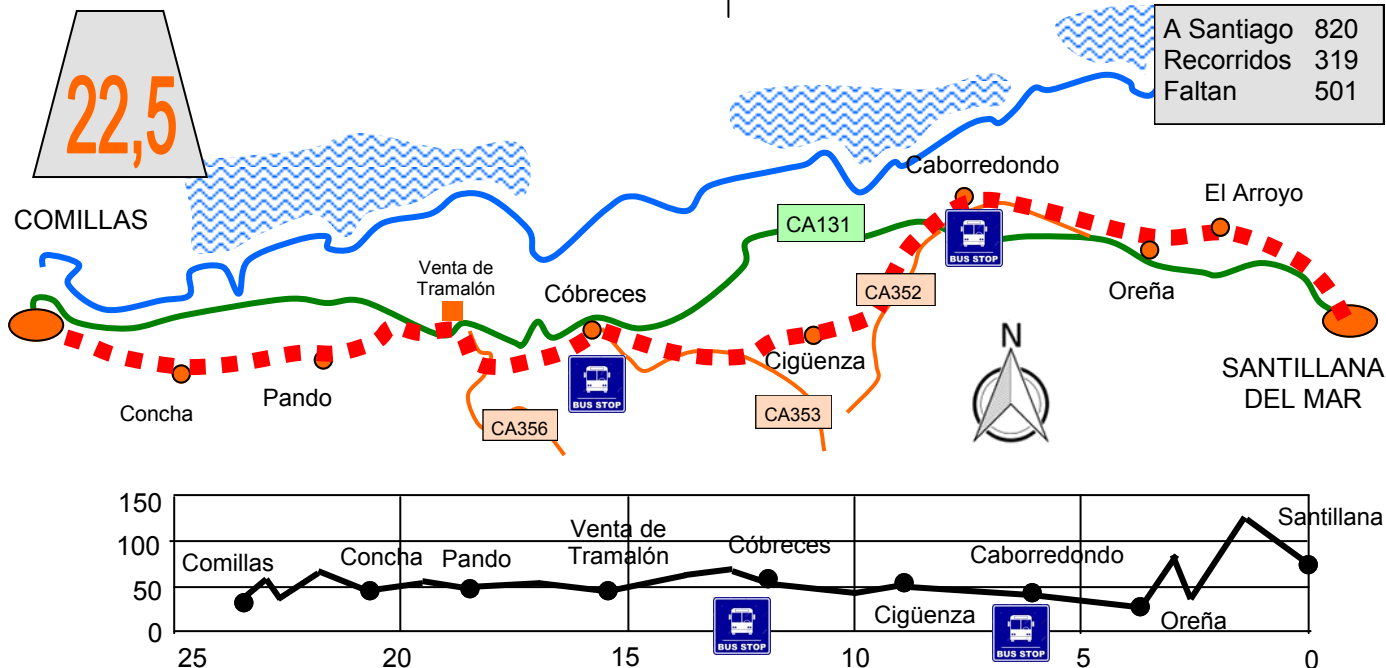 22,5
A Santiago 820
Recorridos 319
Faltan 501
COMILLAS
Caborredondo
El Arroyo
CA131
Venta de
Tramalón
Cóbreces
CA352
Oreña
BUS STOP
N
Cigüenza
SANTILLANA
DEL MAR
Concha
Pando
BUS STOP
CA356
CA353
150
100
50
0
Comillas
Concha
Pando
Venta de
Tramalón
Cóbreces
Cigüenza
Caborredondo
Oreña
Santillana
BUS STOP
BUS STOP
25
20
15
10
5
0